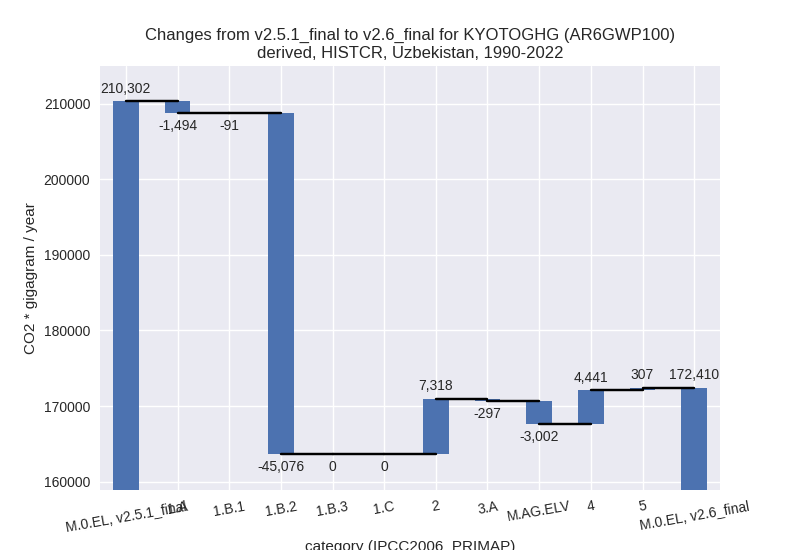 Changes from v2.5.1_final to v2.6_final for KYOTOGHG (AR6GWP100)
derived, HISTCR, Uzbekistan, 1990-2022
CO2 * gigagram / year
210000
200000
190000
180000
170000
160000
210,302
-1,494
-91
-45,076
0
0
7,318
-297
-3,002
4,441
307
172,410
M.0.EL, v2.5.1_final
1.A
1.B.1
1.B.2
1.B.3
1.C
2
3.A
M.AG.ELV
4
5
M.0.EL, v2.6_final
category (IPCC2006_PRIMAP)